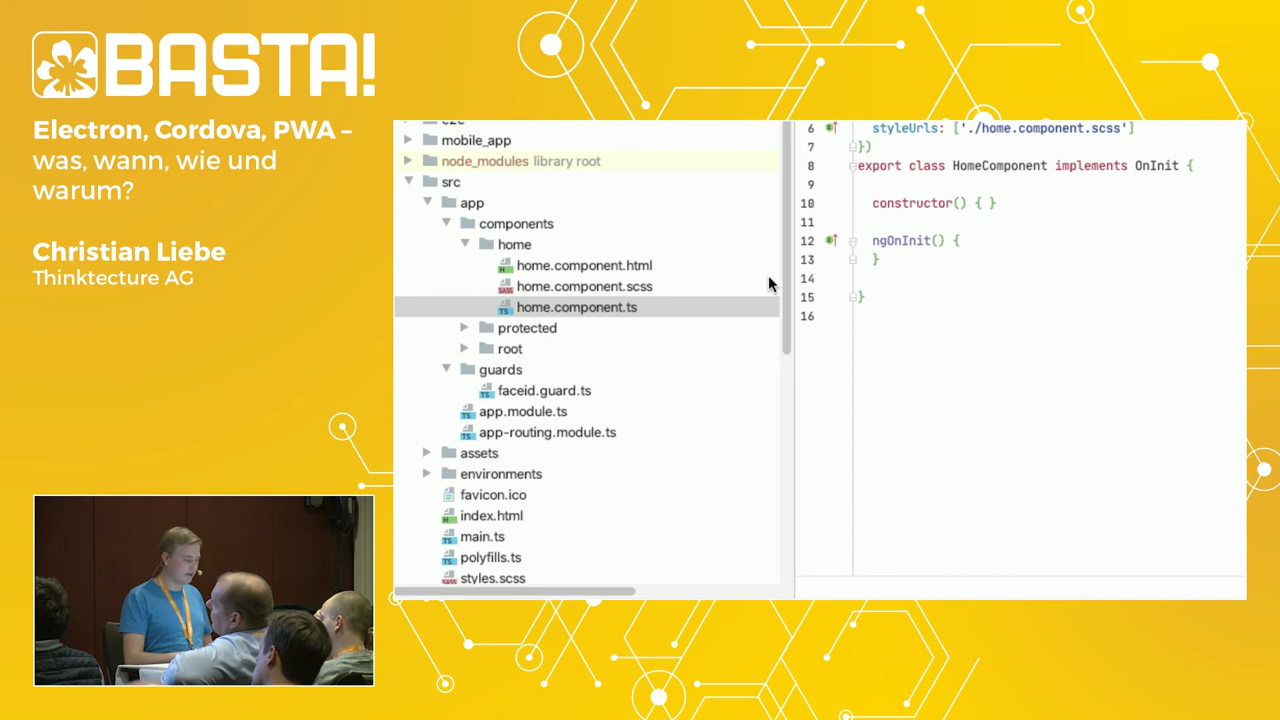 BASTA!
Electron, Cordova, PWA –
was, wann, wie und
warum?
Christian Liebe
Thinktecture AG
mobile_app
node_modules library root
src
app
components
home
home.component.html
home.component.scss
home.component.ts
protected
root
guards
faceid.guard.ts
app.module.ts
app-routing.module.ts
assets
environments
favicon.ico
index.html
main.ts
polyfills.ts
styles.scss
6 styleUrls: ['./home.component.scss']
7 })
8 export class HomeComponent implements OnInit {
9
10 constructor() { }
11
12 ngOnInit() {
13 }
14
15 }
16